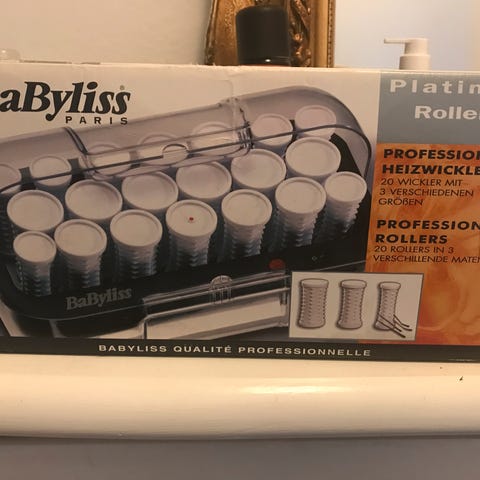 aBylissⓇ
PARIS
Platin
Roller
PROFESSION
HEIZWICKLE
20 WICKLER MIT
3 VERSCHIEDENEN
GRÖßEN
PROFESSION
ROLLERS
20 ROLLERS IN 3
VERSCHILLENDE MATEN
BaByliss
BABYLISS QUALITÉ PROFESSIONNELLE